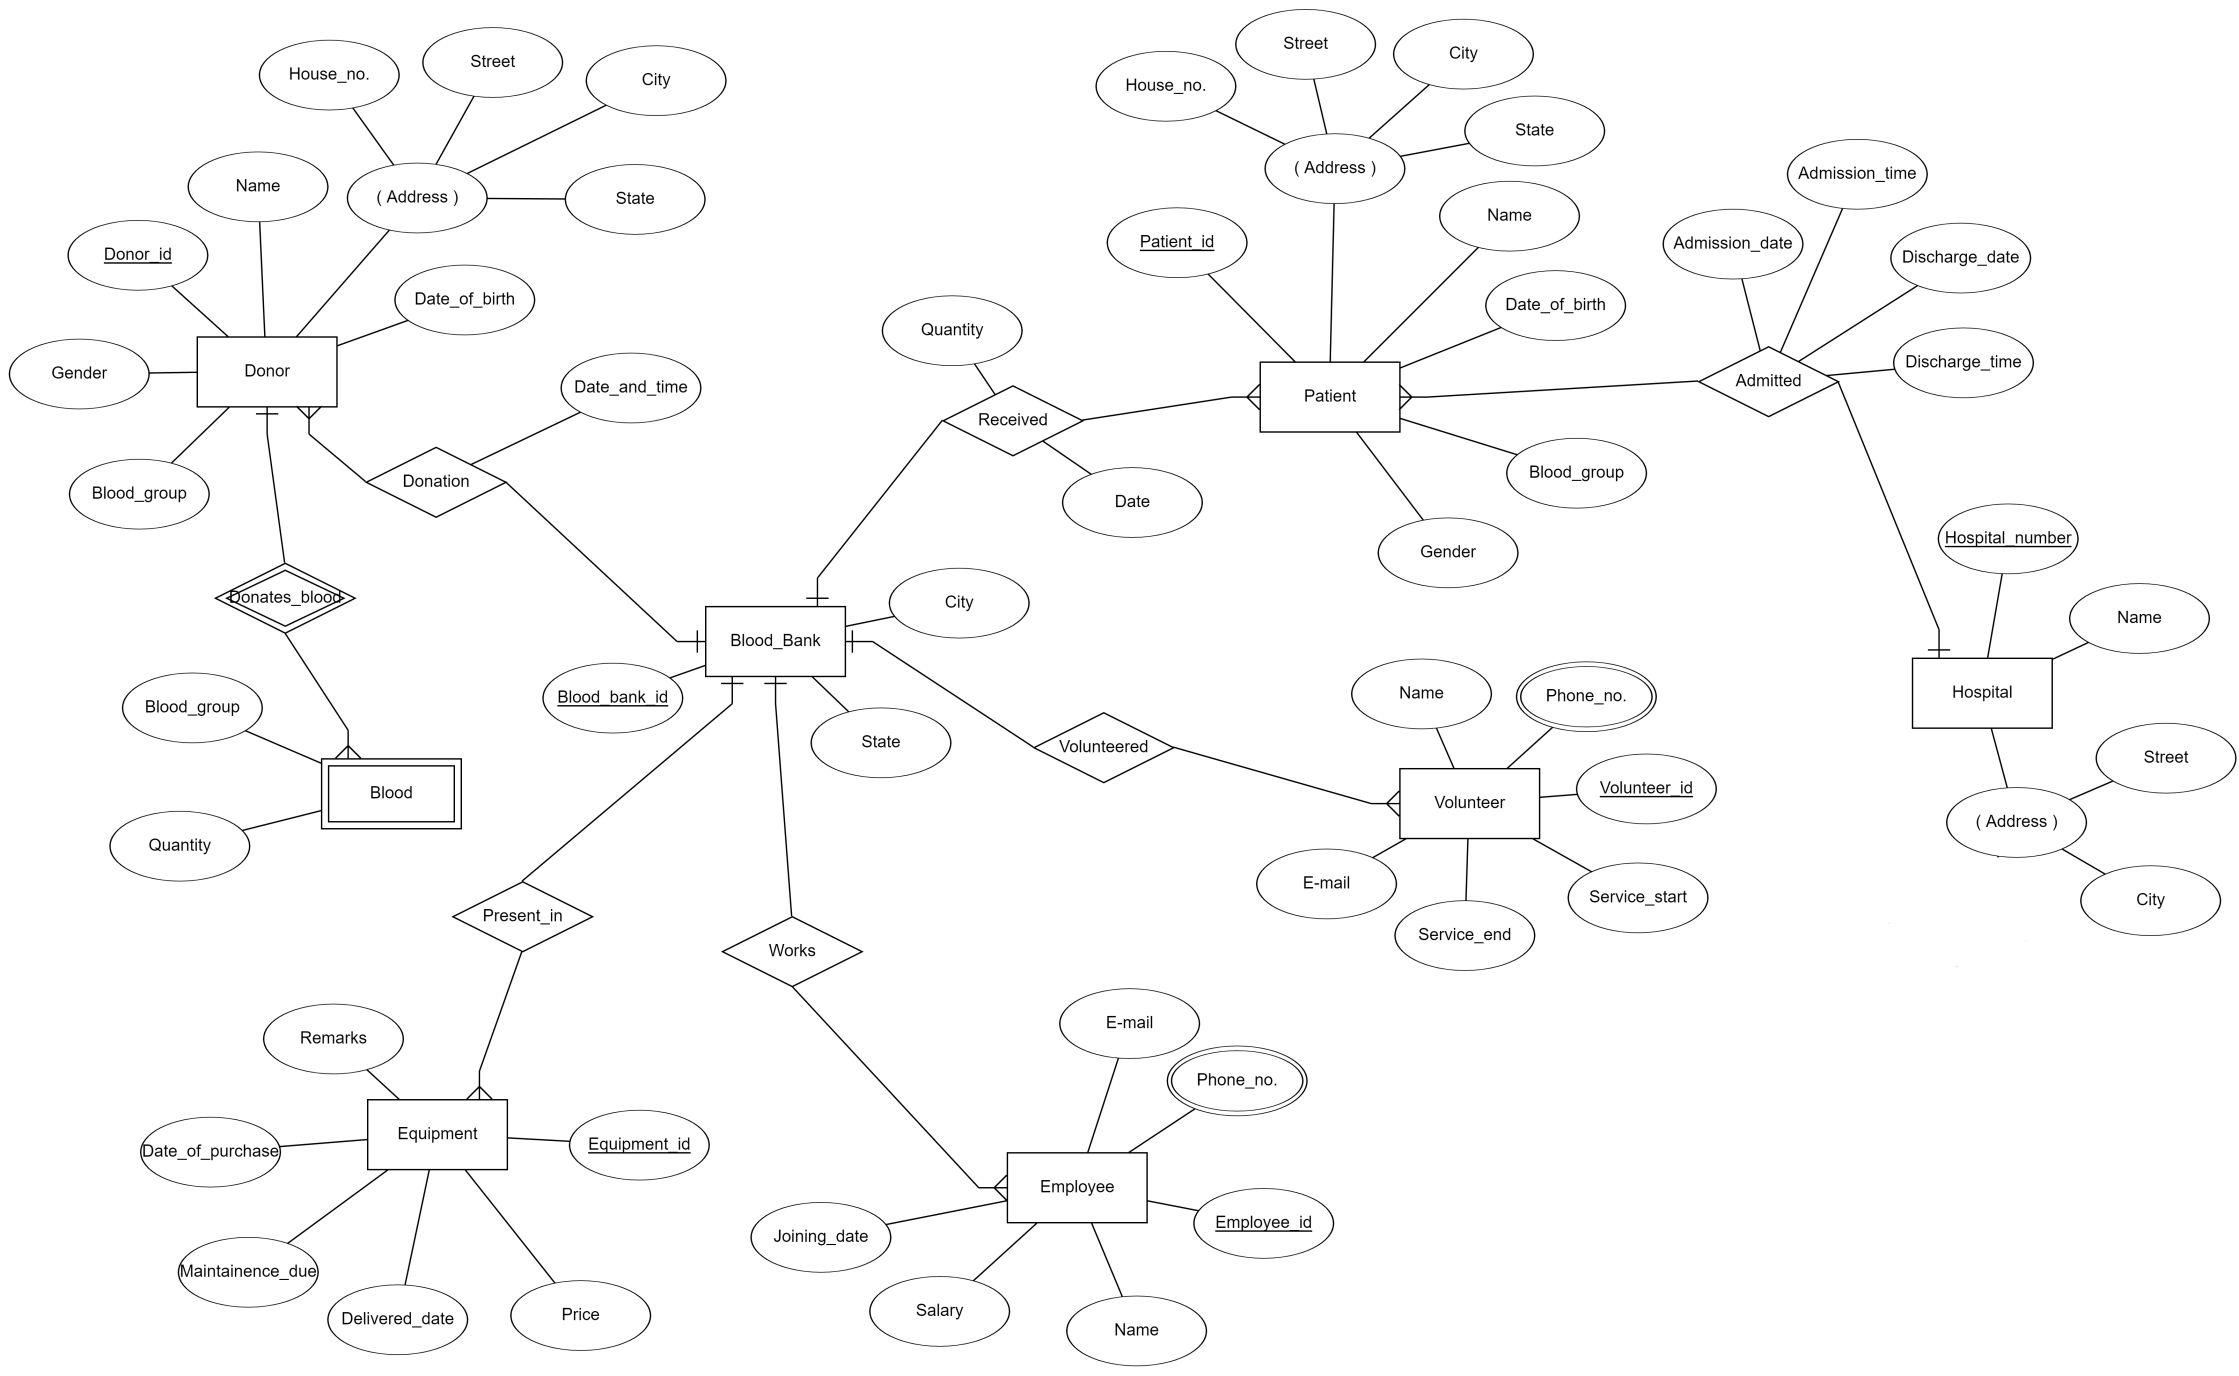 House_no.
Street
City
Name
( Address )
State
Donor_id
Date_of_birth
Gender
Donor
Date_and_time
Blood_group
Donation
Donates_blood
Blood_group
Blood
Quantity
House_no.
Street
City
State
( Address )
Patient_id
Name
Date_of_birth
Quantity
Received
Patient
Date
Blood_group
Gender
Admission_time
Admission_date
Discharge_date
Discharge_time
Admitted
Hospital_number
Name
Hospital
Street
( Address )
City
City
Blood_Bank
Blood_bank_id
State
Volunteered
Name
Phone_no.
Volunteer
Volunteer_id
E-mail
Service_end
Service_start
Present_in
Works
Remarks
Equipment
Date_of_purchase
Equipment_id
Maintainence_due
Delivered_date
Price
E-mail
Phone_no.
Employee
Joining_date
Employee_id
Salary
Name